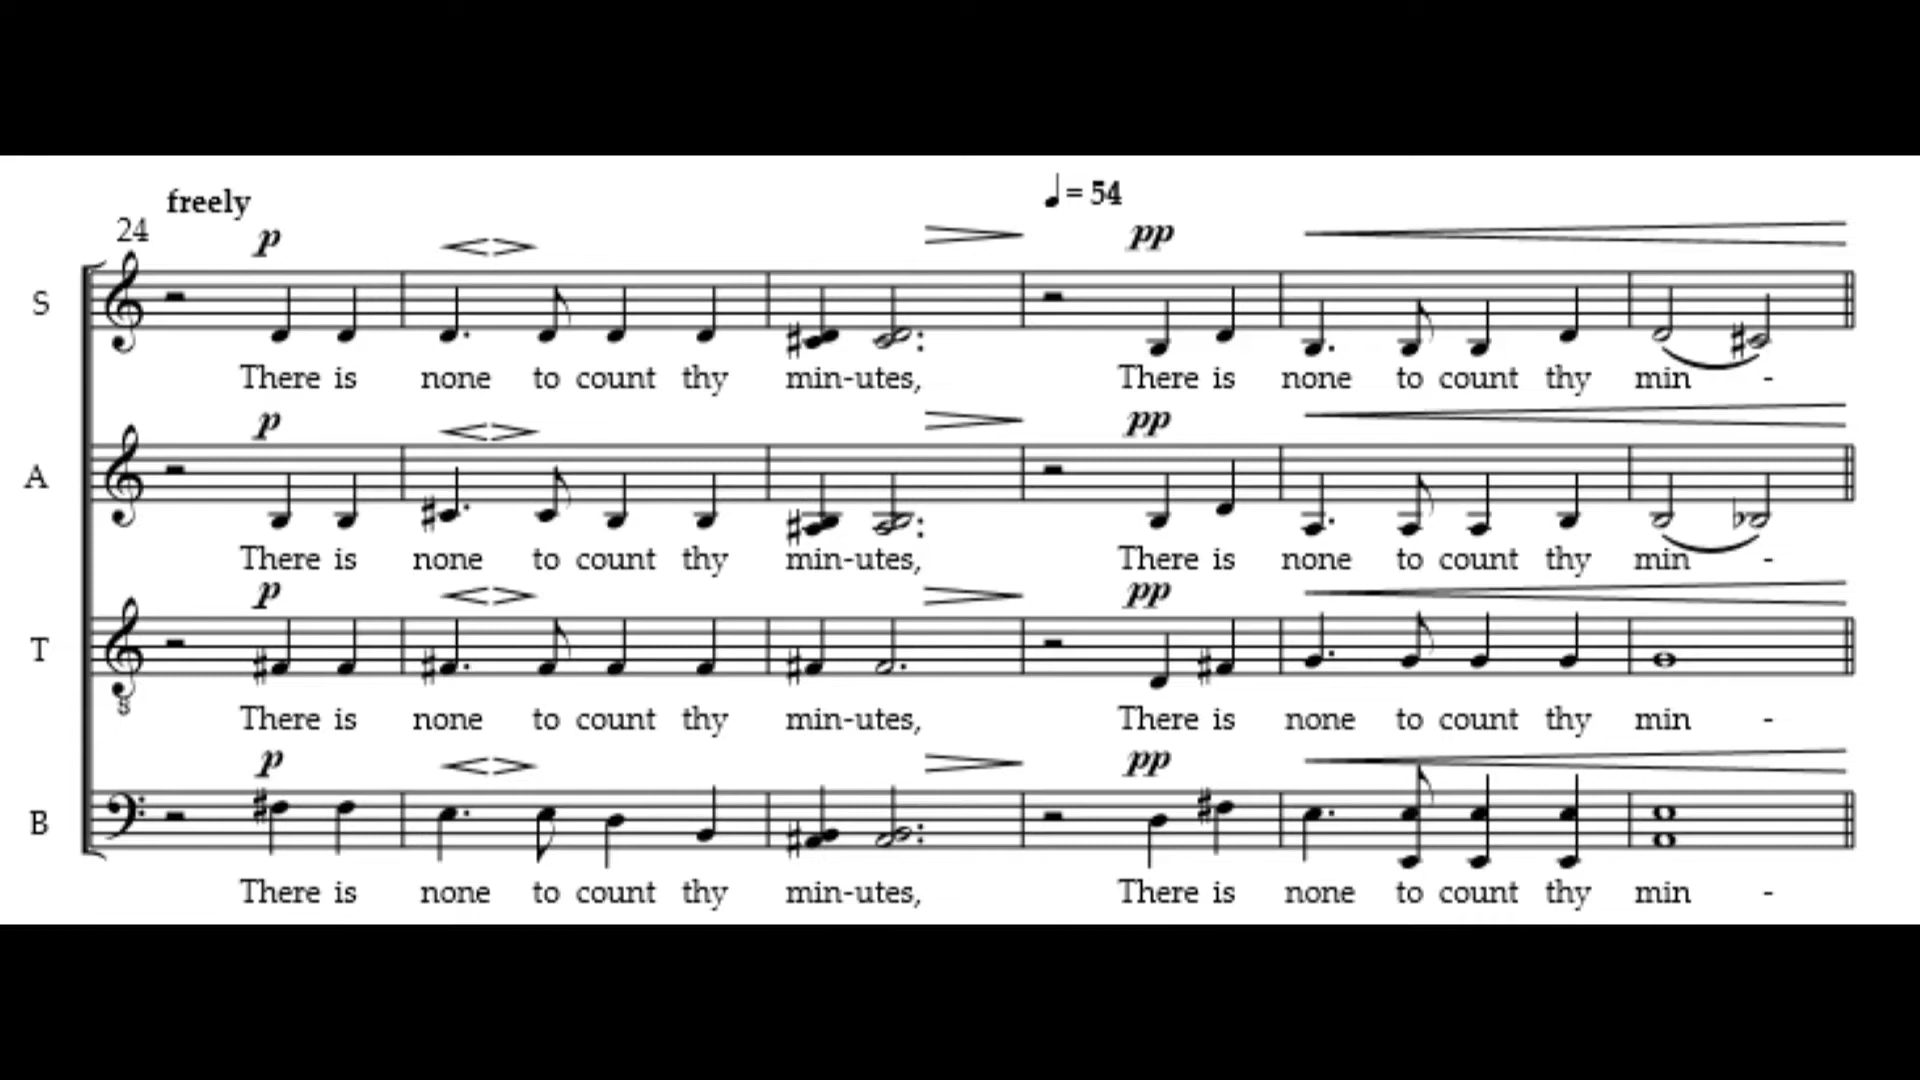 freely
♩ = 54
24
p
pp
S
There is none to count thy min-utes, There is none to count thy min -
p
pp
A
There is none to count thy min-utes, There is none to count thy min -
p
pp
T
8
There is none to count thy min-utes, There is none to count thy min -
p
pp
B
There is none to count thy min-utes, There is none to count thy min -